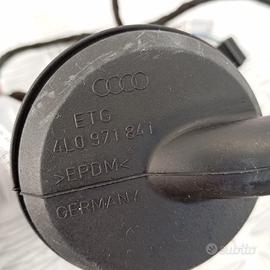 ETG
4L0 971 841
>EPDM<
GERMANY
subito